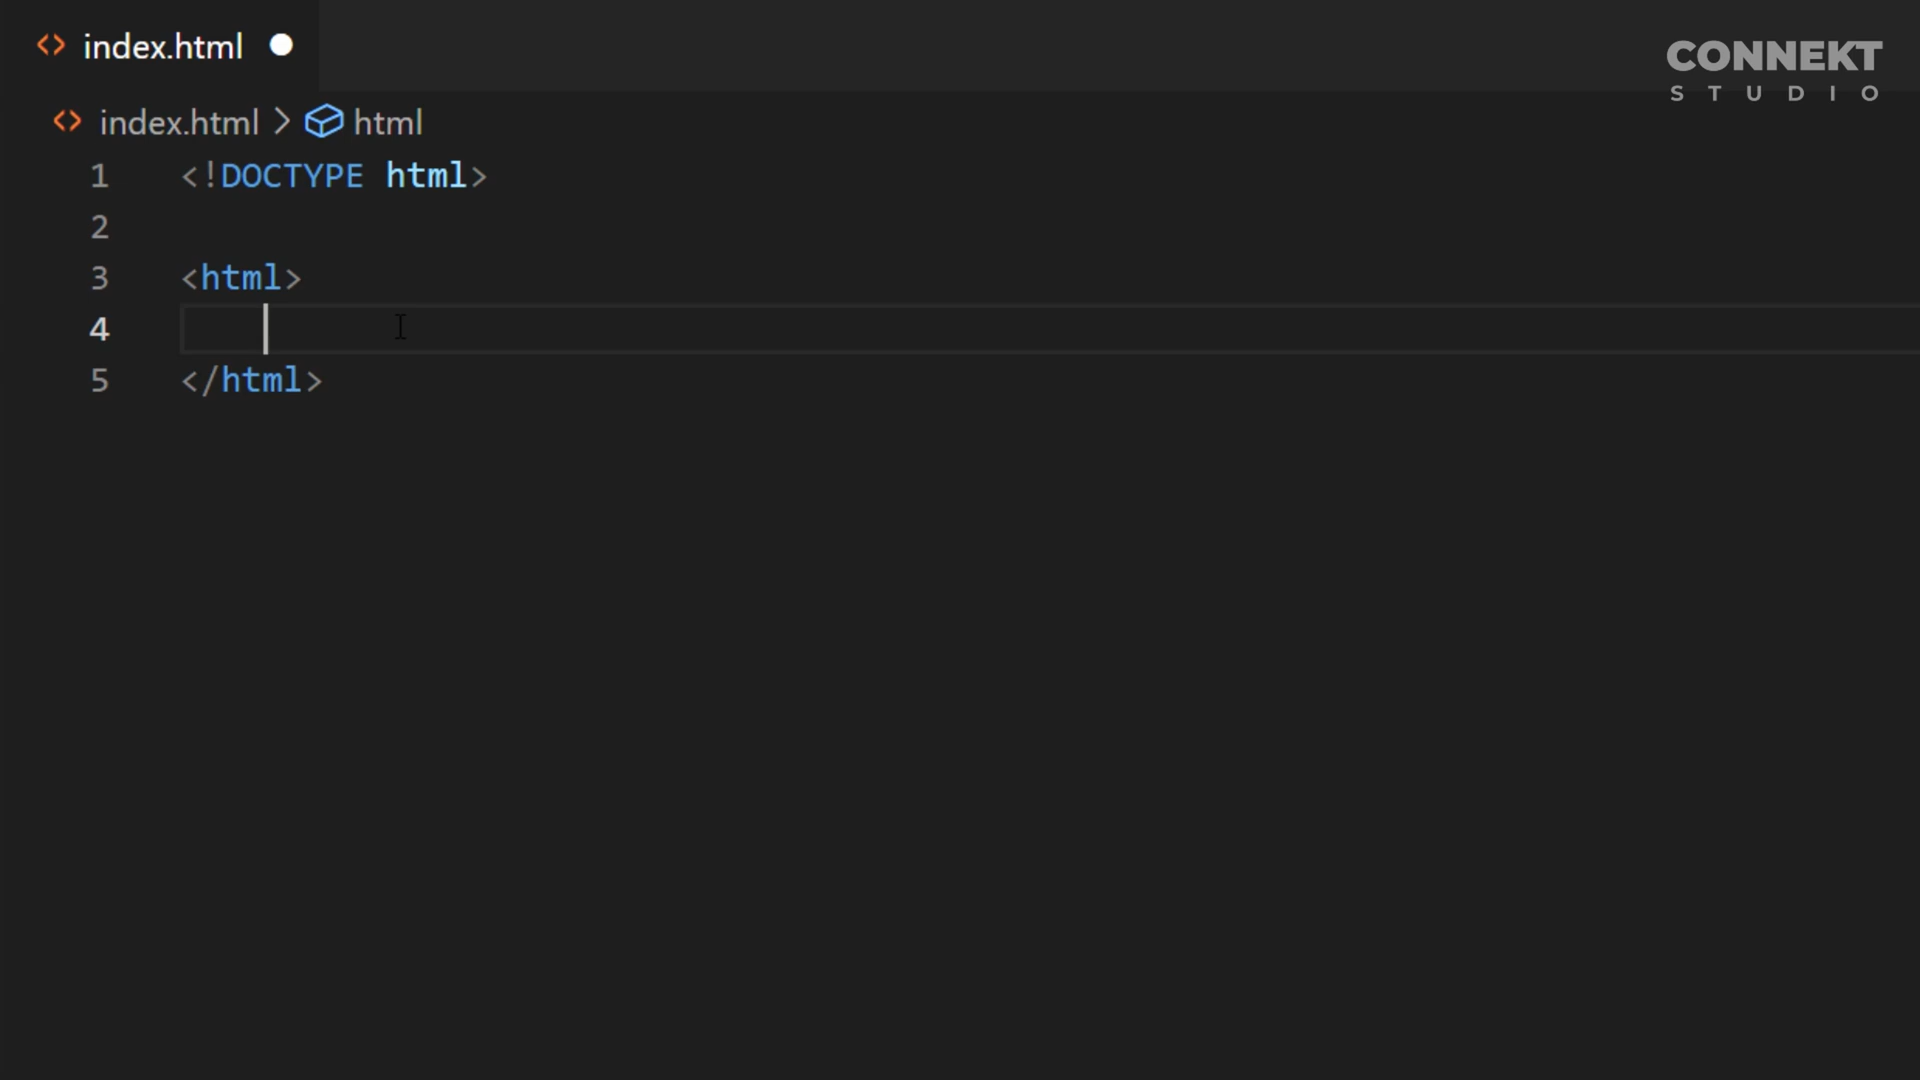 index.html
CONNEKT
STUDIO
index.html > html
1 <!DOCTYPE html>
2
3 <html>
4
5 </html>